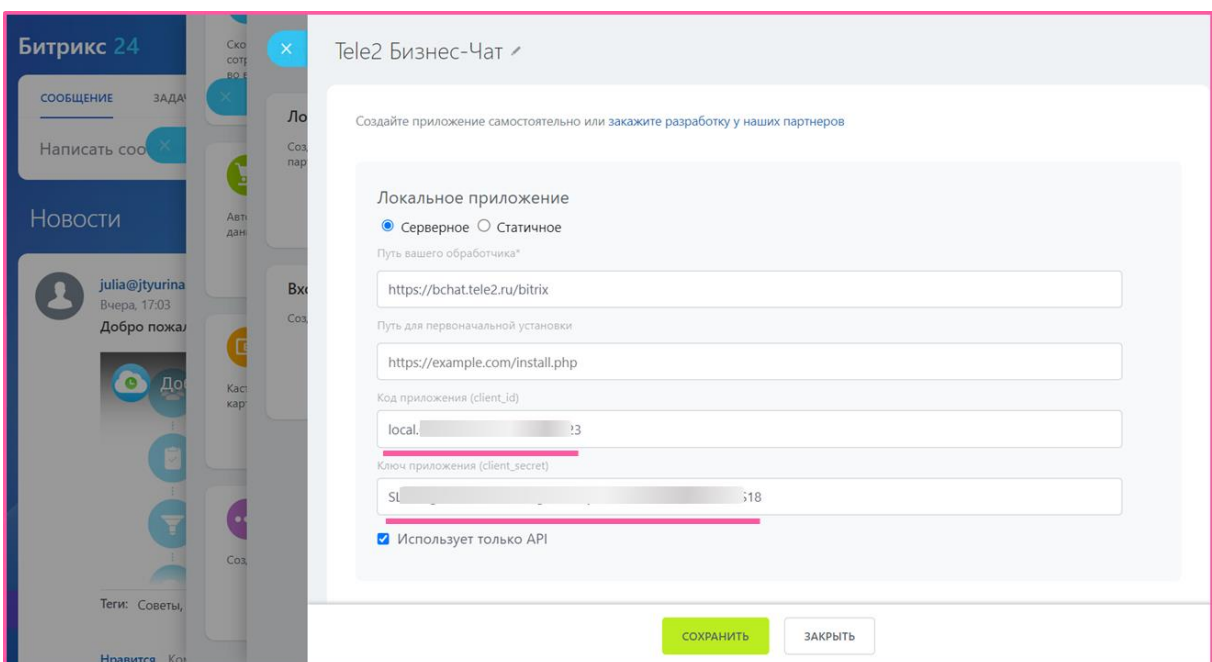 Битрикс 24
СООБЩЕНИЕ
Написать соо
Новости
julia@jtyurina
Вчера, 17:03
Добро пожа
Теги: Советы,
Нравится
Tele2 Бизнес-Чат
Создайте приложение самостоятельно или закажите разработку у наших партнеров
Локальное приложение
Серверное Статичное
Путь вашего обработчика*
https://bchat.tele2.ru/bitrix
Путь для первоначальной установки
https://example.com/install.php
Код приложения (client_id)
local.
Ключ приложения (client_secret)
Использует только API
СОХРАНИТЬ ЗАКРЫТЬ